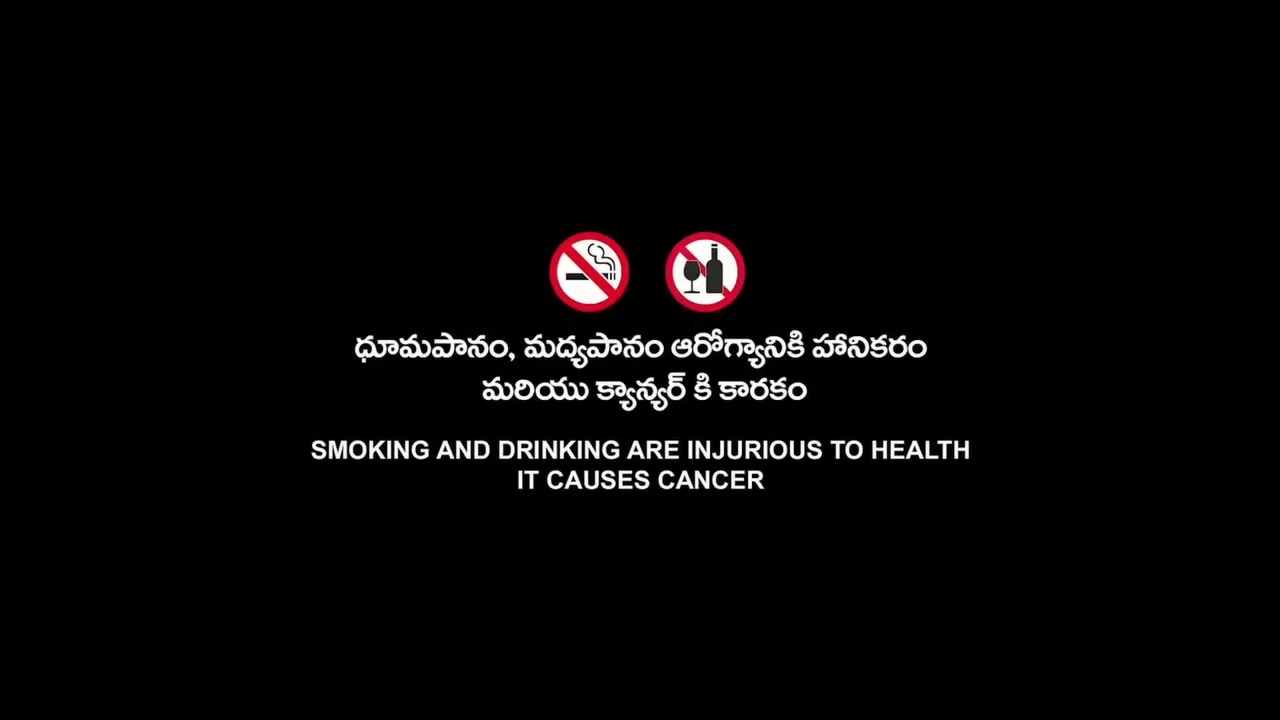 ధూమపానం, మద్యపానం ఆరోగ్యానికి హానికరం
మరియు క్యాన్సర్ కి కారకం
SMOKING AND DRINKING ARE INJURIOUS TO HEALTH
IT CAUSES CANCER